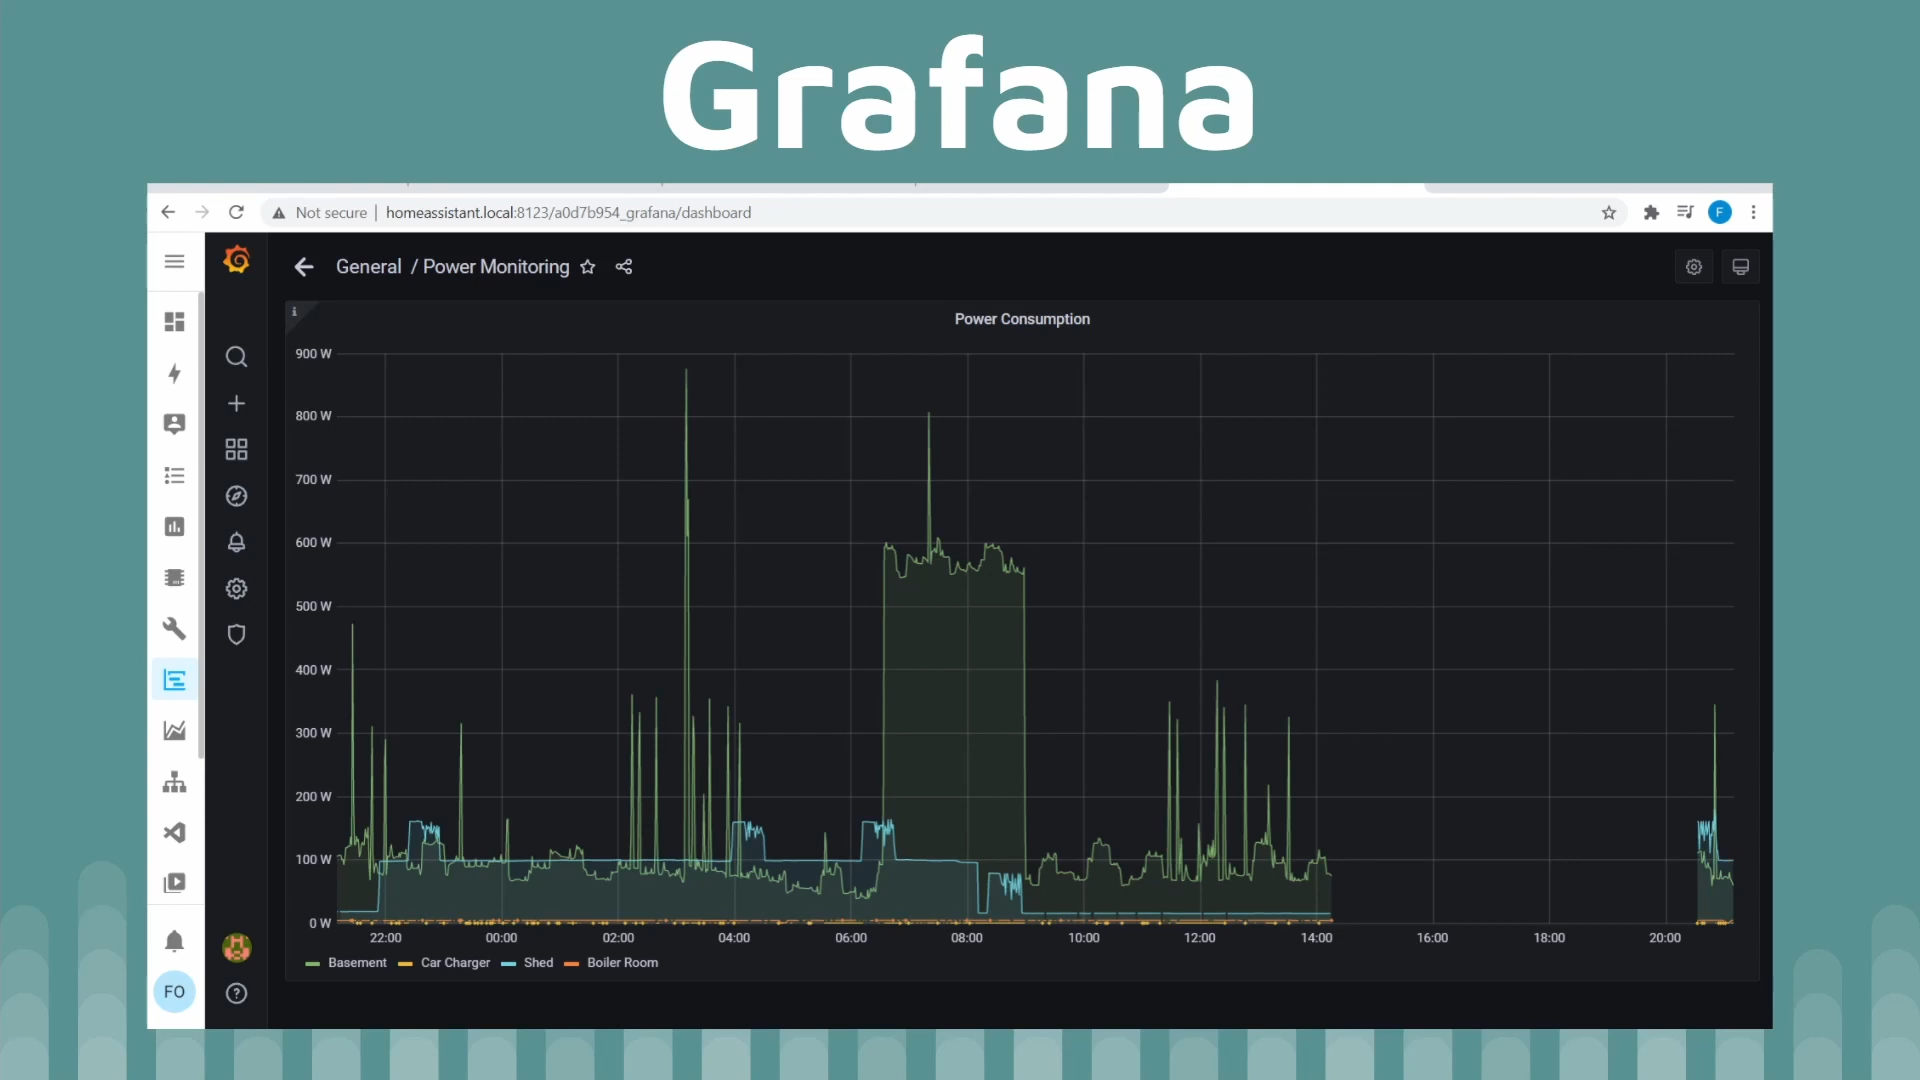 Grafana
Not secure | homeassistant.local:8123/a0d7b954_grafana/dashboard
F
General / Power Monitoring
i
Power Consumption
900 W
800 W
700 W
600 W
500 W
400 W
300 W
200 W
100 W
0 W
22:00 00:00 02:00 04:00 06:00 08:00 10:00 12:00 14:00 16:00 18:00 20:00
Basement Car Charger Shed Boiler Room
FO
?